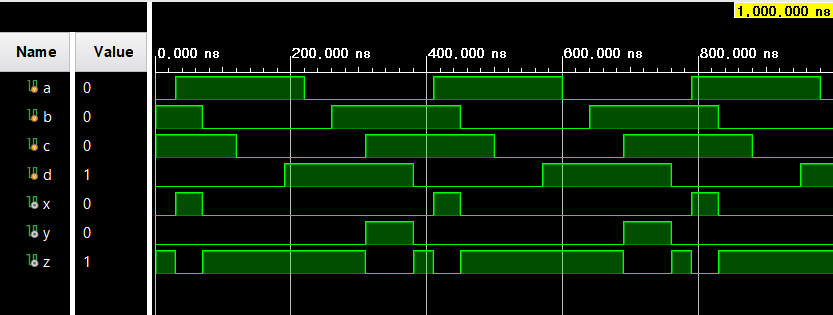 1,000.000 ns
Name Value
0.000 ns 200.000 ns 400.000 ns 600.000 ns 800.000 ns
a 0
b 0
c 0
d 1
x 0
y 0
z 1